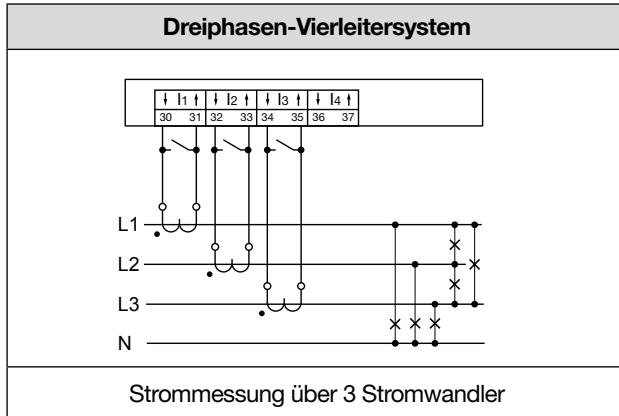 Dreiphasen-Vierleitersystem
↓ I1 ↑ ↓ I2 ↑ ↓ I3 ↑ ↓ I4 ↑
30 31 32 33 34 35 36 37
L1
L2
L3
N
Strommessung über 3 Stromwandler